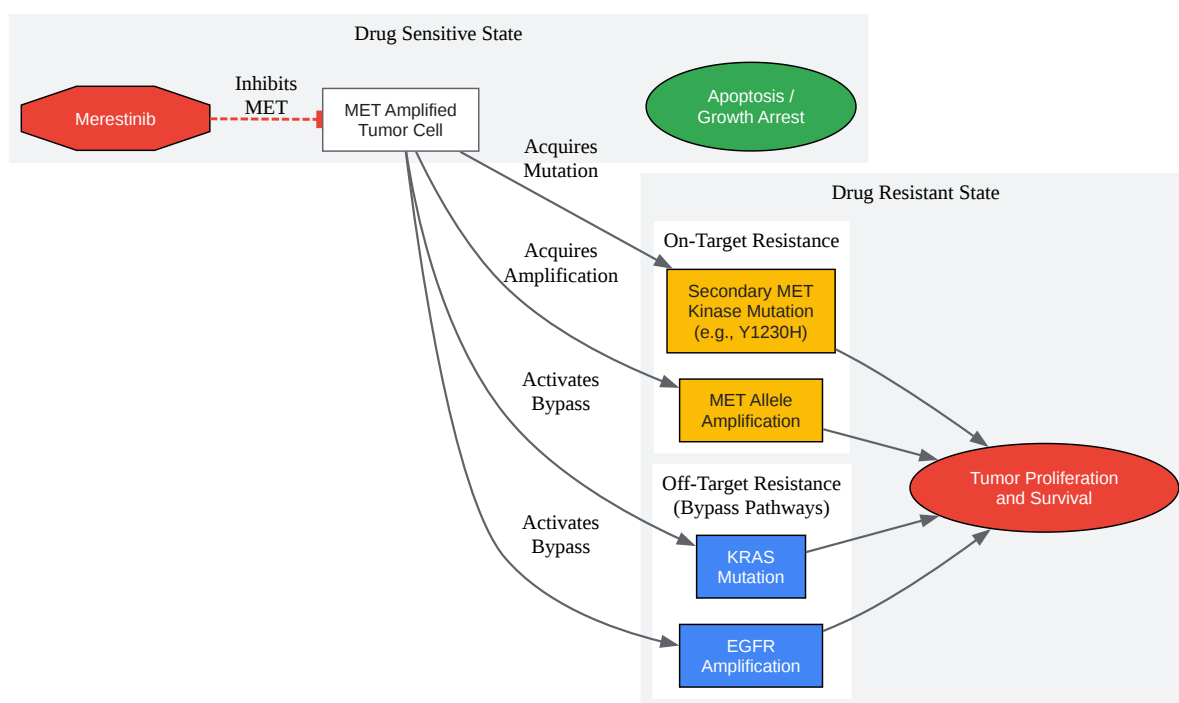 Drug Sensitive State
Merestinib
Inhibits
MET
MET Amplified
Tumor Cell
Apoptosis /
Growth Arrest
Acquires
Mutation
Drug Resistant State
On-Target Resistance
Acquires
Amplification
Secondary MET
Kinase Mutation
(e.g., Y1230H)
Activates
Bypass
MET Allele
Amplification
Off-Target Resistance
(Bypass Pathways)
Tumor Proliferation
and Survival
Activates
Bypass
KRAS
Mutation
EGFR
Amplification